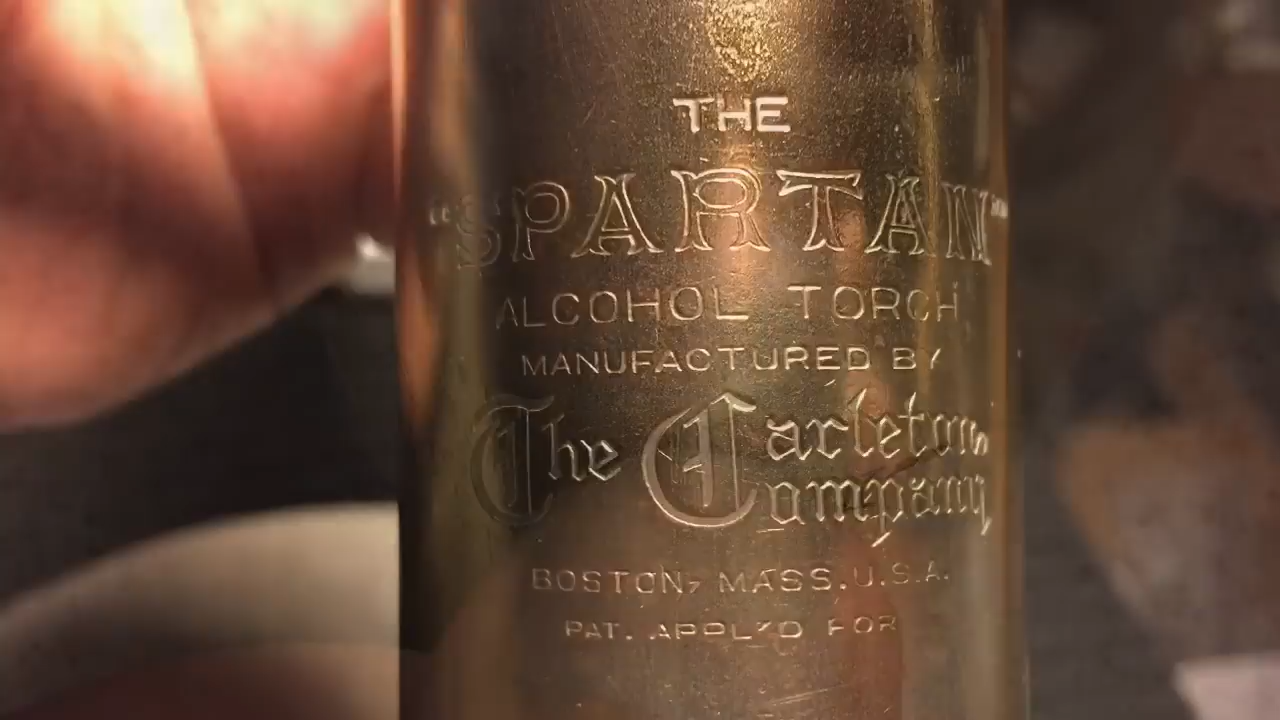 THE
"SPARTAN"
ALCOHOL TORCH
MANUFACTURED BY
The Carleton
Company
BOSTON, MASS. U.S.A.
PAT. APPL'D FOR